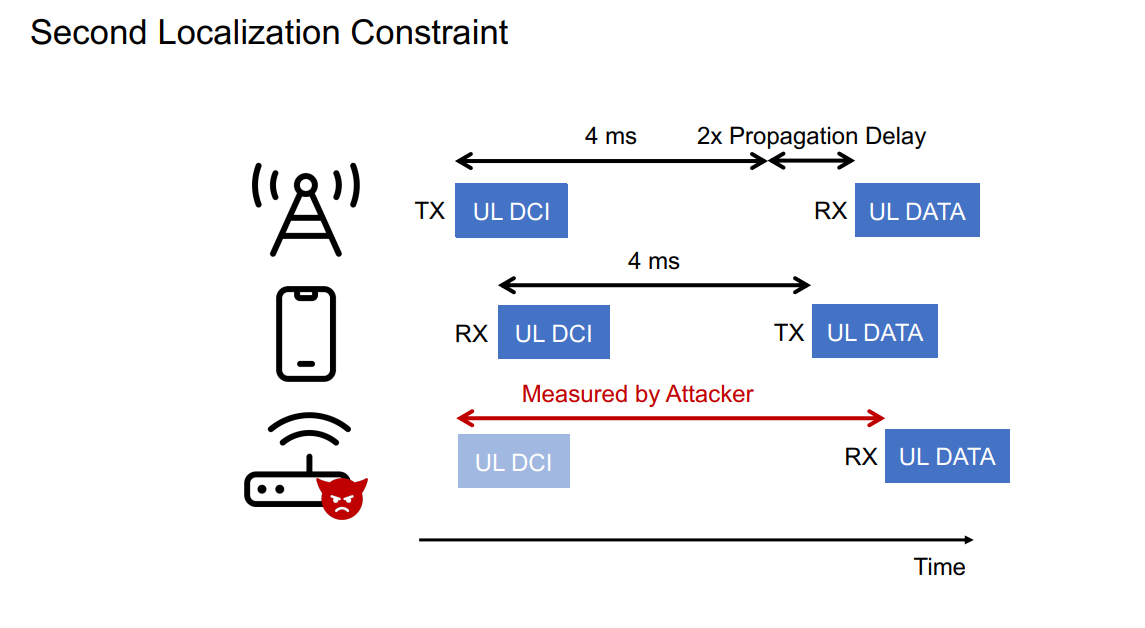 Second Localization Constraint
4 ms
2x Propagation Delay
TX
UL DCI
RX
UL DATA
4 ms
RX
UL DCI
TX
UL DATA
Measured by Attacker
UL DCI
RX
UL DATA
Time